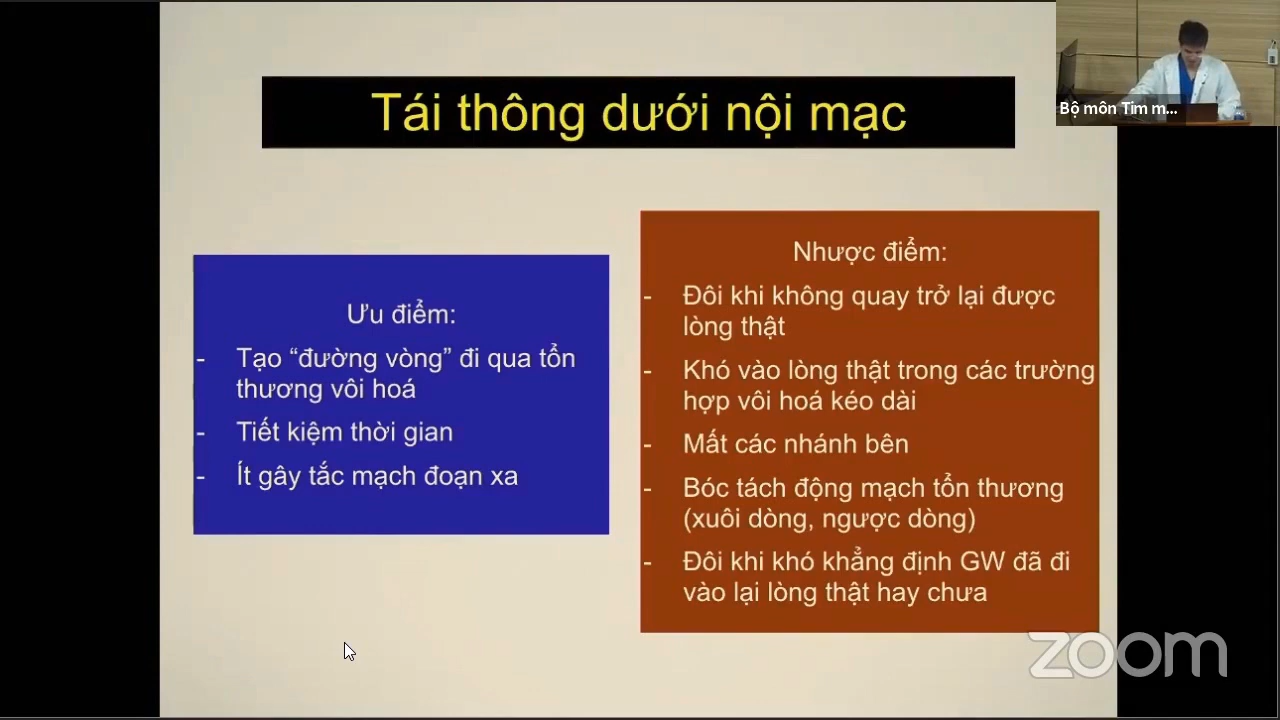 Bộ môn Tim m...
Tái thông dưới nội mạc
Ưu điểm:
- Tạo “đường vòng” đi qua tổn
thương vôi hoá
- Tiết kiệm thời gian
- Ít gây tắc mạch đoạn xa
Nhược điểm:
- Đôi khi không quay trở lại được
lòng thật
- Khó vào lòng thật trong các trường
hợp vôi hoá kéo dài
- Mất các nhánh bên
- Bóc tách động mạch tổn thương
(xuôi dòng, ngược dòng)
- Đôi khi khó khẳng định GW đã đi
vào lại lòng thật hay chưa
zoom